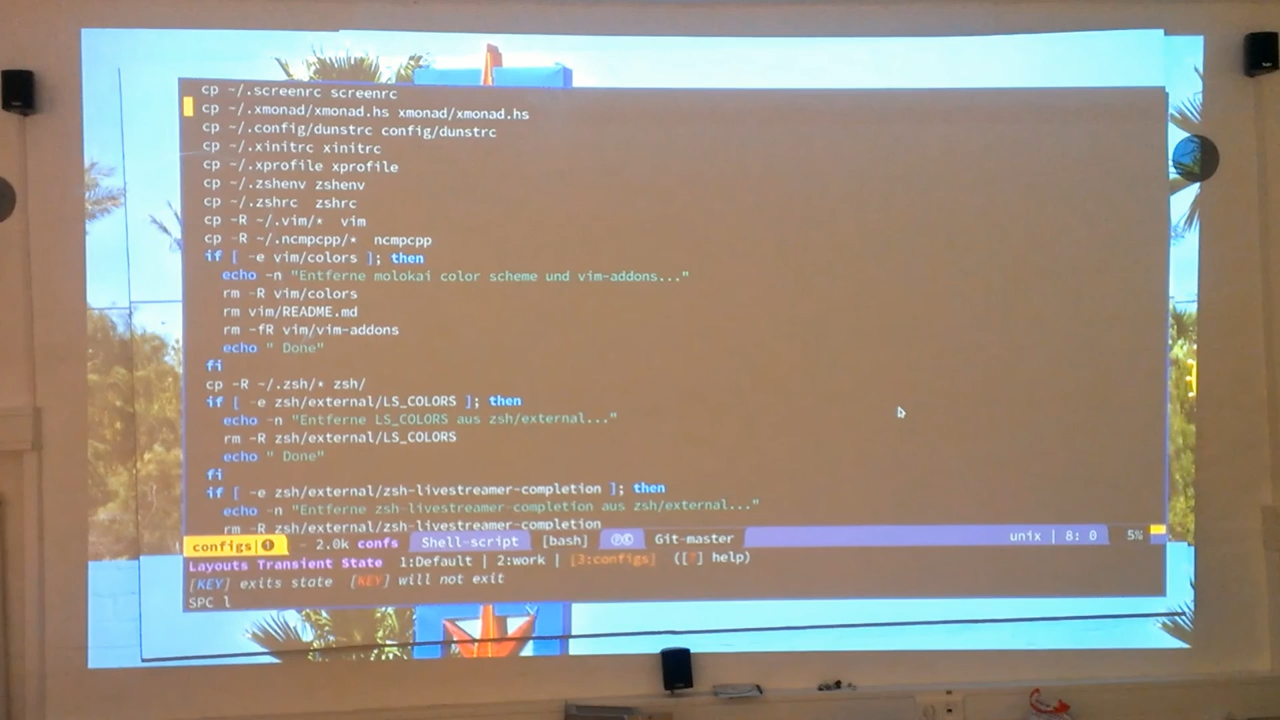 cp ~/.screenrc screenrc
cp ~/.xmonad/xmonad.hs xmonad/xmonad.hs
cp ~/.config/dunstrc config/dunstrc
cp ~/.xinitrc xinitrc
cp ~/.xprofile xprofile
cp ~/.zshenv zshenv
cp ~/.zshrc  zshrc
cp -R ~/.vim/*  vim
cp -R ~/.ncmpcpp/*  ncmpcpp
if [ -e vim/colors ]; then
  echo -n "Entferne molokai color scheme und vim-addons..."
  rm -R vim/colors
  rm vim/README.md
  rm -fR vim/vim-addons
  echo " Done"
fi
cp -R ~/.zsh/* zsh/
if [ -e zsh/external/LS_COLORS ]; then
  echo -n "Entferne LS_COLORS aus zsh/external..."
  rm -R zsh/external/LS_COLORS
  echo " Done"
fi
if [ -e zsh/external/zsh-livestreamer-completion ]; then
  echo -n "Entferne zsh-livestreamer-completion aus zsh/external..."
  rm -R zsh/external/zsh-livestreamer-completion
configs|❶ - 2.0k confs Shell-script [bash] ⓅⓀ Git-master unix | 8: 0 5%
Layouts Transient State 1:Default | 2:work | [3:configs] ([?] help)
[KEY] exits state [KEY] will not exit
SPC l